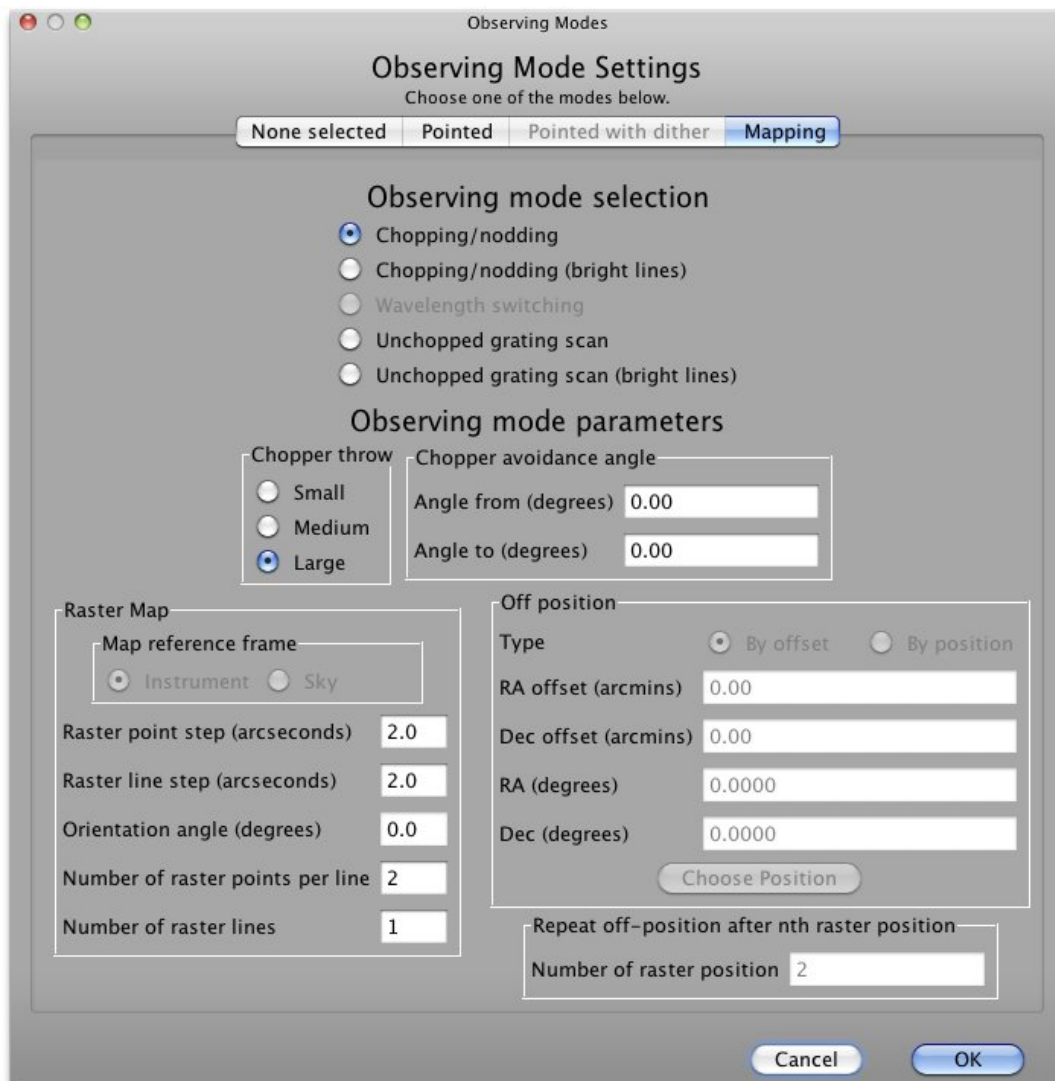 Observing Modes
Observing Mode Settings
Choose one of the modes below.
None selected Pointed Pointed with dither Mapping
Observing mode selection
Chopping/nodding
Chopping/nodding (bright lines)
Wavelength switching
Unchopped grating scan
Unchopped grating scan (bright lines)
Observing mode parameters
Chopper throw
Small
Medium
Large
Chopper avoidance angle
Angle from (degrees) 0.00
Angle to (degrees) 0.00
Raster Map
Map reference frame
Instrument Sky
Raster point step (arcseconds) 2.0
Raster line step (arcseconds) 2.0
Orientation angle (degrees) 0.0
Number of raster points per line 2
Number of raster lines 1
Off position
Type By offset By position
RA offset (arcmins) 0.00
Dec offset (arcmins) 0.00
RA (degrees) 0.0000
Dec (degrees) 0.0000
Choose Position
Repeat off-position after nth raster position
Number of raster position 2
Cancel OK